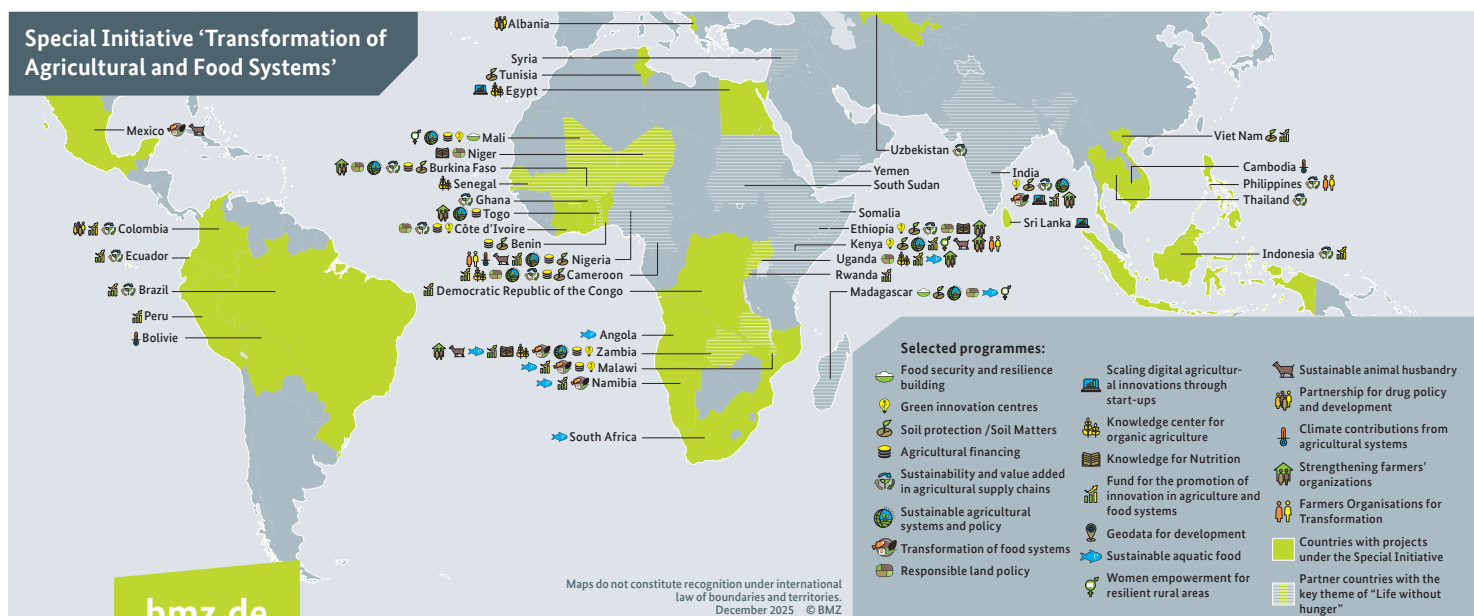 Special Initiative ‘Transformation of
Agricultural and Food Systems’
Albania
Syria
Tunisia
Egypt
Mexico
Mali
Niger
Burkina Faso
Senegal
Ghana
Togo
Côte d’Ivoire
Benin
Nigeria
Cameroon
Democratic Republic of the Congo
Colombia
Ecuador
Brazil
Peru
Bolivie
Angola
Zambia
Malawi
Namibia
South Africa
Uzbekistan
Yemen
South Sudan
Somalia
Ethiopia
Kenya
Uganda
Rwanda
Madagascar
India
Sri Lanka
Viet Nam
Cambodia
Philippines
Thailand
Indonesia
Selected programmes:
Food security and resilience
building
Green innovation centres
Soil protection /Soil Matters
Agricultural financing
Sustainability and value added
in agricultural supply chains
Sustainable agricultural
systems and policy
Transformation of food systems
Responsible land policy
Scaling digital agricultur-
al innovations through
start-ups
Knowledge center for
organic agriculture
Knowledge for Nutrition
Fund for the promotion of
innovation in agriculture and
food systems
Geodata for development
Sustainable aquatic food
Women empowerment for
resilient rural areas
Sustainable animal husbandry
Partnership for drug policy
and development
Climate contributions from
agricultural systems
Strengthening farmers’
organizations
Farmers Organisations for
Transformation
Countries with projects
under the Special Initiative
Partner countries with the
key theme of “Life without
hunger”
Maps do not constitute recognition under international
law of boundaries and territories.
December 2025 © BMZ
bmz.de